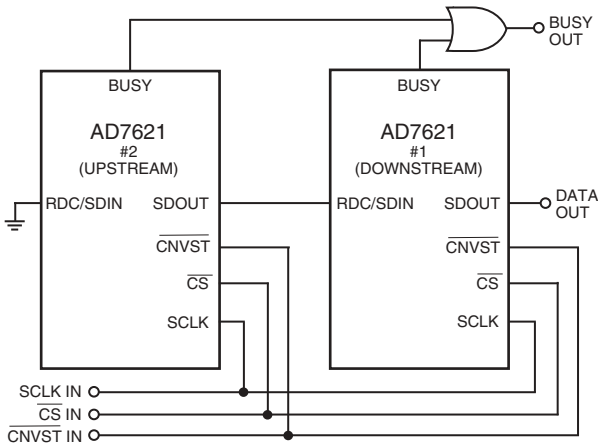 BUSY
OUT
BUSY
AD7621
#2
(UPSTREAM)
RDC/SDIN
SDOUT
CNVST
CS
SCLK
BUSY
AD7621
#1
(DOWNSTREAM)
RDC/SDIN
SDOUT
CNVST
CS
SCLK
DATA
OUT
SCLK IN
CS IN
CNVST IN